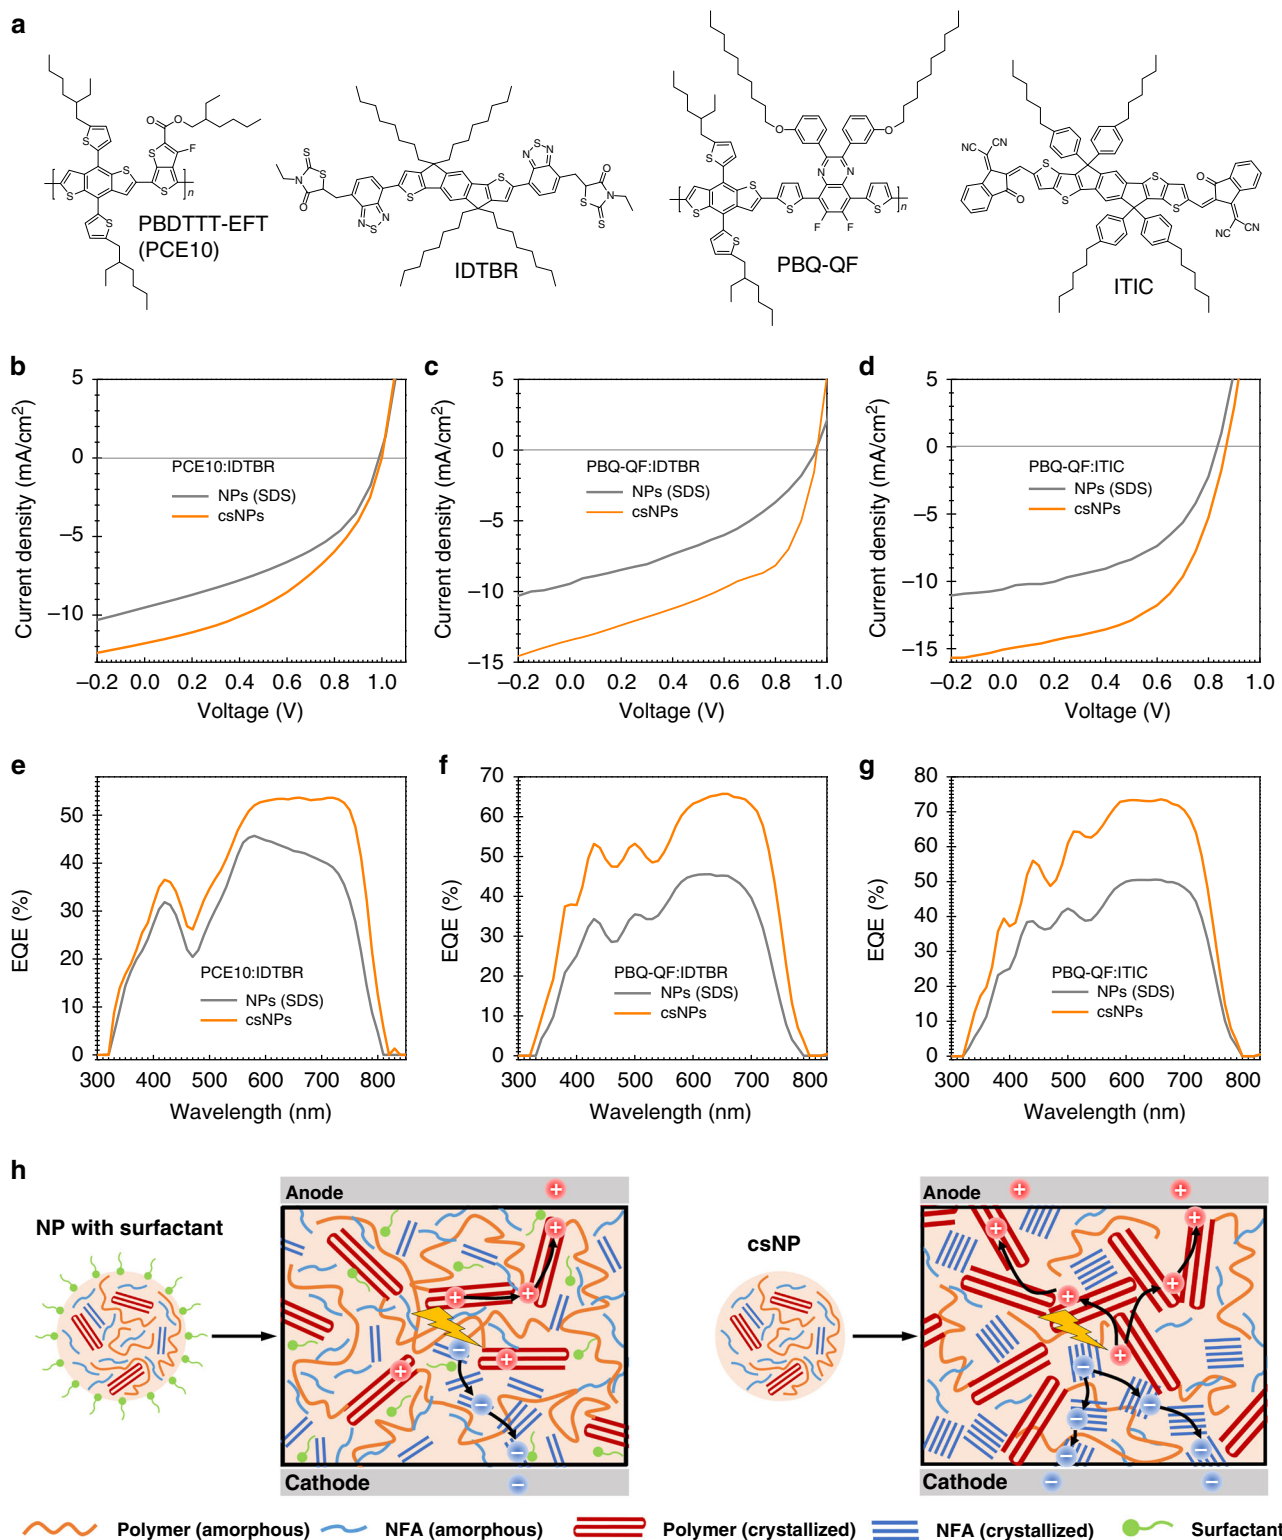 a
PBDTTT-EFT
(PCE10)
IDTBR
PBQ-QF
ITIC
S
S
S
S
S
S
O
O
F
n
S
N
O
S
N
S
N
S
S
N
S
N
O
S
N
S
S
S
S
S
S
S
O
O
N
N
F
F
n
NC
CN
O
S
S
S
S
O
NC
CN
b
5
0
−5
−10
−0.2 0.0 0.2 0.4 0.6 0.8 1.0
Current density (mA/cm²)
Voltage (V)
PCE10:IDTBR
NPs (SDS)
csNPs
c
5
0
−5
−10
−15
−0.2 0.0 0.2 0.4 0.6 0.8 1.0
Current density (mA/cm²)
Voltage (V)
PBQ-QF:IDTBR
NPs (SDS)
csNPs
d
5
0
−5
−10
−15
−0.2 0.0 0.2 0.4 0.6 0.8 1.0
Current density (mA/cm²)
Voltage (V)
PBQ-QF:ITIC
NPs (SDS)
csNPs
e
50
40
30
20
10
0
300 400 500 600 700 800
EQE (%)
Wavelength (nm)
PCE10:IDTBR
NPs (SDS)
csNPs
f
70
60
50
40
30
20
10
0
300 400 500 600 700 800
EQE (%)
Wavelength (nm)
PBQ-QF:IDTBR
NPs (SDS)
csNPs
g
80
70
60
50
40
30
20
10
0
300 400 500 600 700 800
EQE (%)
Wavelength (nm)
PBQ-QF:ITIC
NPs (SDS)
csNPs
h
NP with surfactant
Anode
Cathode
csNP
Anode
Cathode
Polymer (amorphous)
NFA (amorphous)
Polymer (crystallized)
NFA (crystallized)
Surfactant